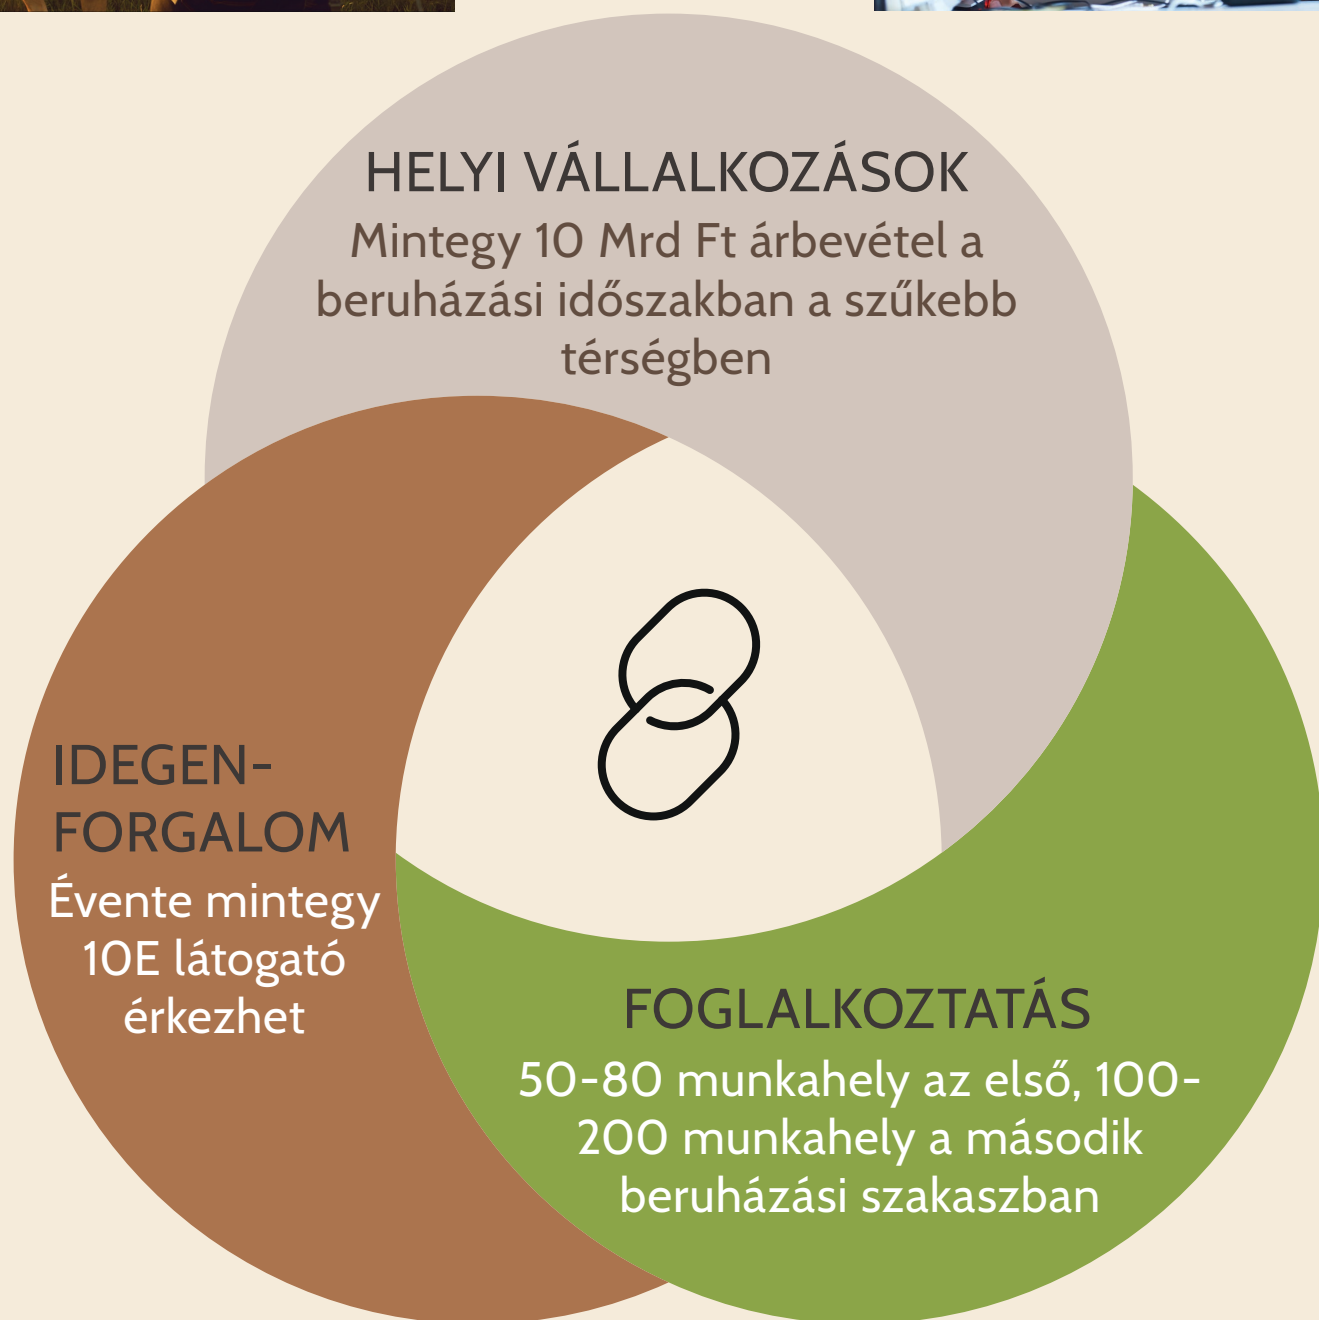 HELYI VÁLLALKOZÁSOK
Mintegy 10 Mrd Ft árbevétel a
beruházási időszakban a szűkebb
térségben
IDEGEN-
FORGALOM
Évente mintegy
10E látogató
érkezhet
FOGLALKOZTATÁS
50-80 munkahely az első, 100-
200 munkahely a második
beruházási szakaszban